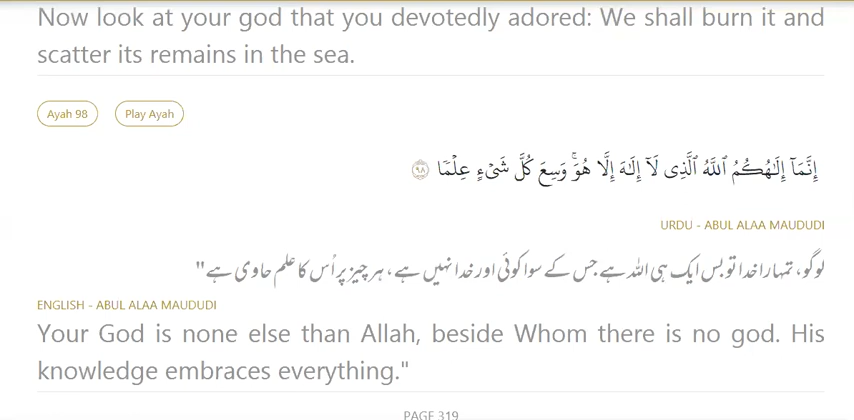 Now look at your god that you devotedly adored: We shall burn it and
scatter its remains in the sea.
Ayah 98 Play Ayah
إِنَّمَآ إِلَـٰهُكُمُ ٱللَّهُ ٱلَّذِى لَآ إِلَـٰهَ إِلَّا هُوَ ۚ وَسِعَ كُلَّ شَىْءٍ عِلْمًا ٩٨
URDU - ABUL ALAA MAUDUDI
لوگو، تمہارا خدا تو بس ایک ہی اللہ ہے جس کے سوا کوئی اور خدا نہیں ہے، ہر چیز پر اُس کا علم حاوی ہے"
ENGLISH - ABUL ALAA MAUDUDI
Your God is none else than Allah, beside Whom there is no god. His
knowledge embraces everything."
PAGE 319